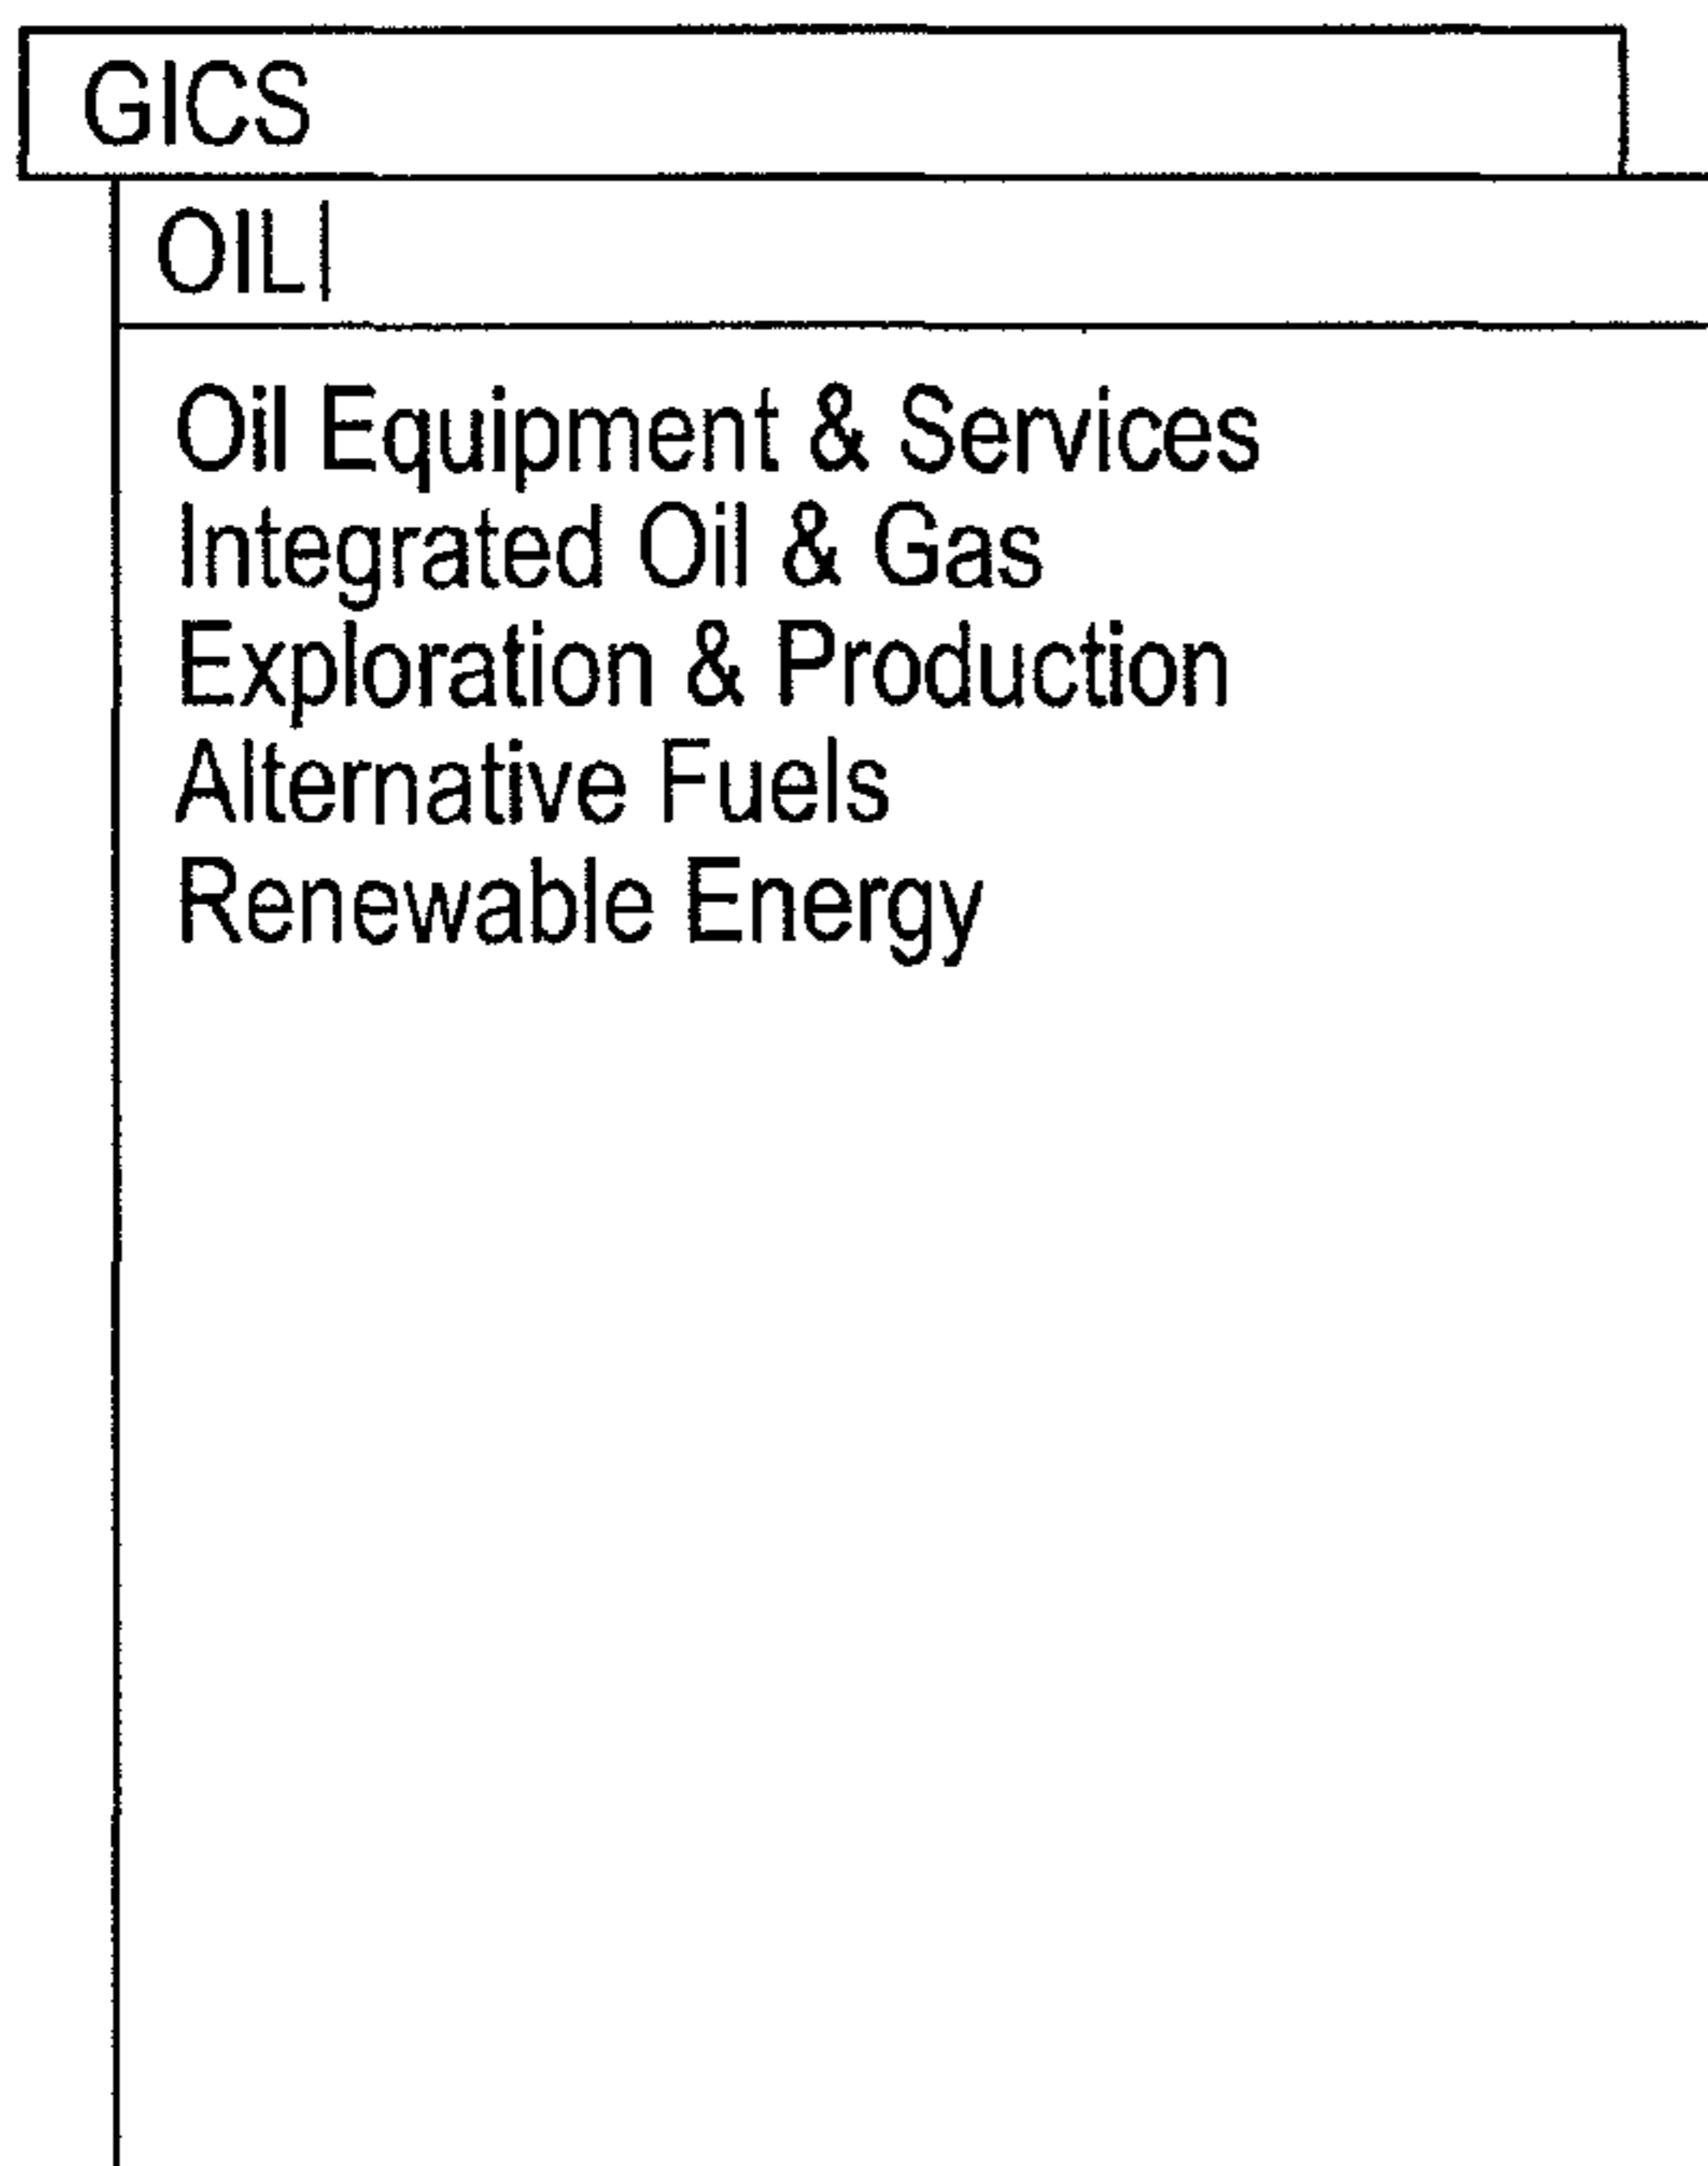 GICS
OIL
Oil Equipment & Services
Integrated Oil & Gas
Exploration & Production
Alternative Fuels
Renewable Energy